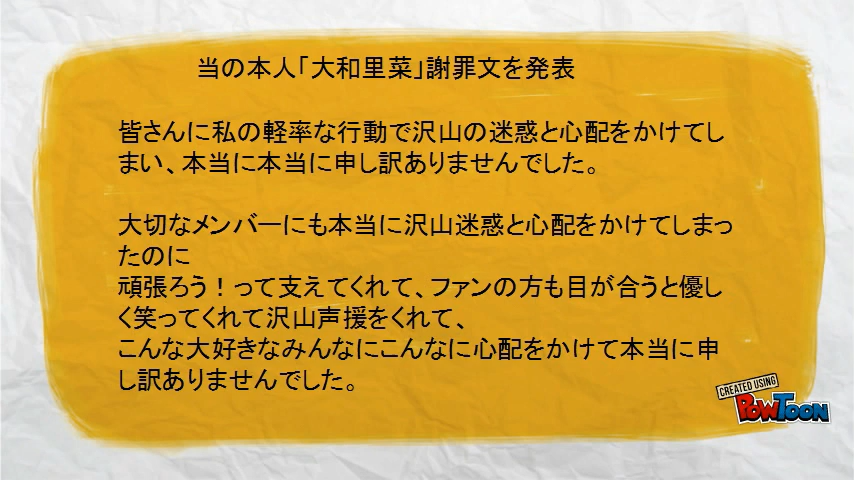 当の本人「大和里菜」謝罪文を発表
皆さんに私の軽率な行動で沢山の迷惑と心配をかけてし
まい、本当に本当に申し訳ありませんでした。
大切なメンバーにも本当に沢山迷惑と心配をかけてしまっ
たのに
頑張ろう！って支えてくれて、ファンの方も目が合うと優し
く笑ってくれて沢山声援をくれて、
こんな大好きなみんなにこんなに心配をかけて本当に申
し訳ありませんでした。
CREATED USING
POWTOON